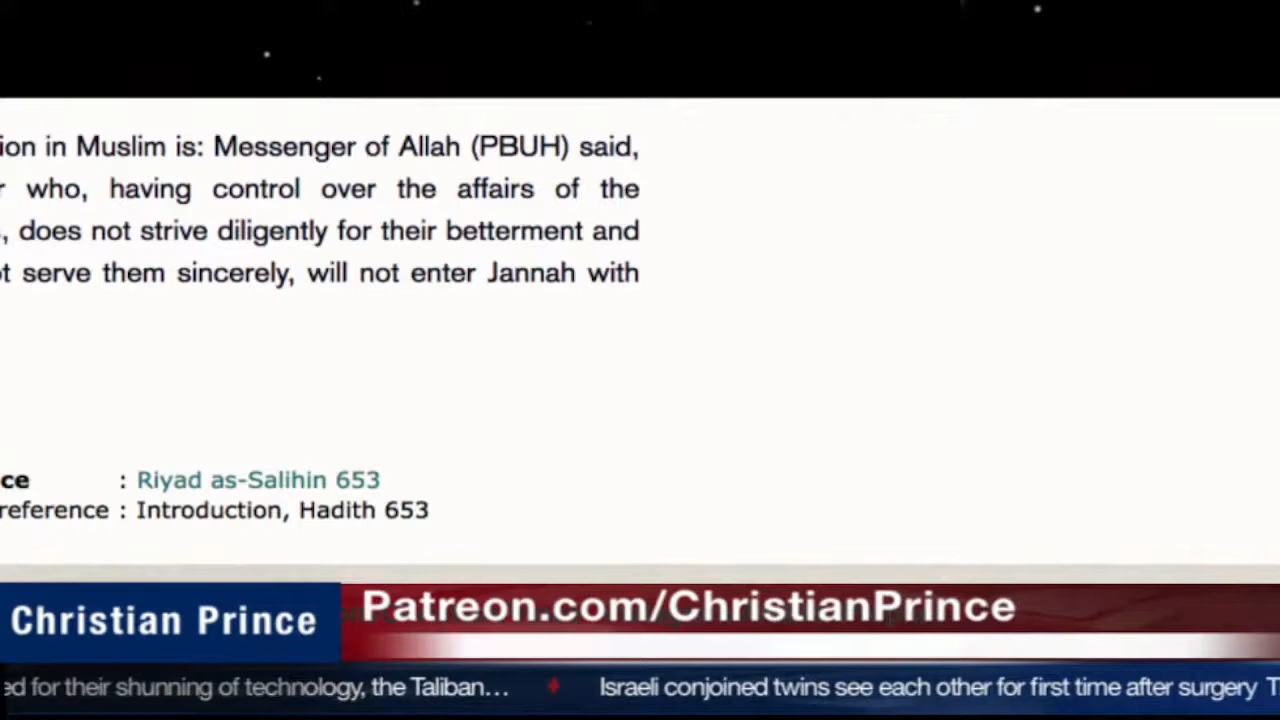 ion in Muslim is: Messenger of Allah (PBUH) said,
r who, having control over the affairs of the
, does not strive diligently for their betterment and
t serve them sincerely, will not enter Jannah with
ce : Riyad as-Salihin 653
reference : Introduction, Hadith 653
Christian Prince
Patreon.com/ChristianPrince
ed for their shunning of technology, the Taliban... Israeli conjoined twins see each other for first time after surgery T